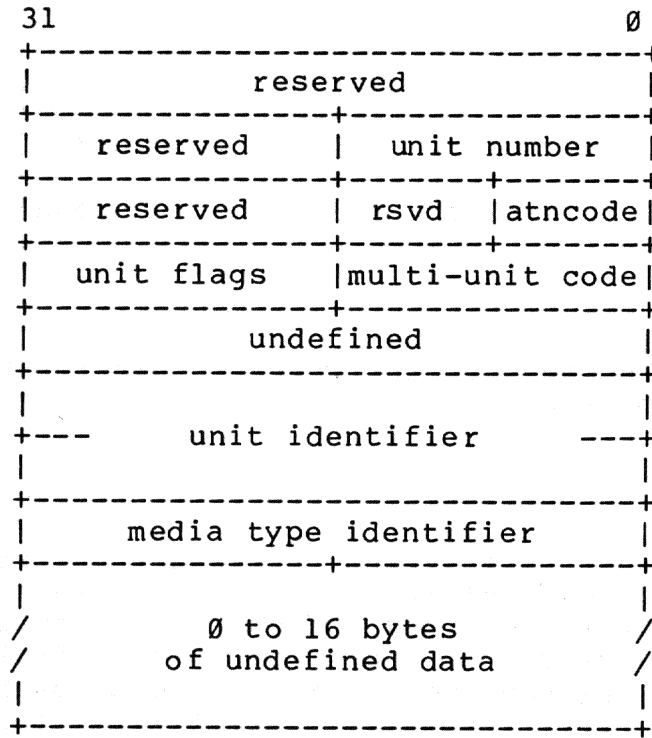 31 Ø
reserved
reserved unit number
reserved rsvd atncode
unit flags multi-unit code
undefined
unit identifier
media type identifier
Ø to 16 bytes
of undefined data